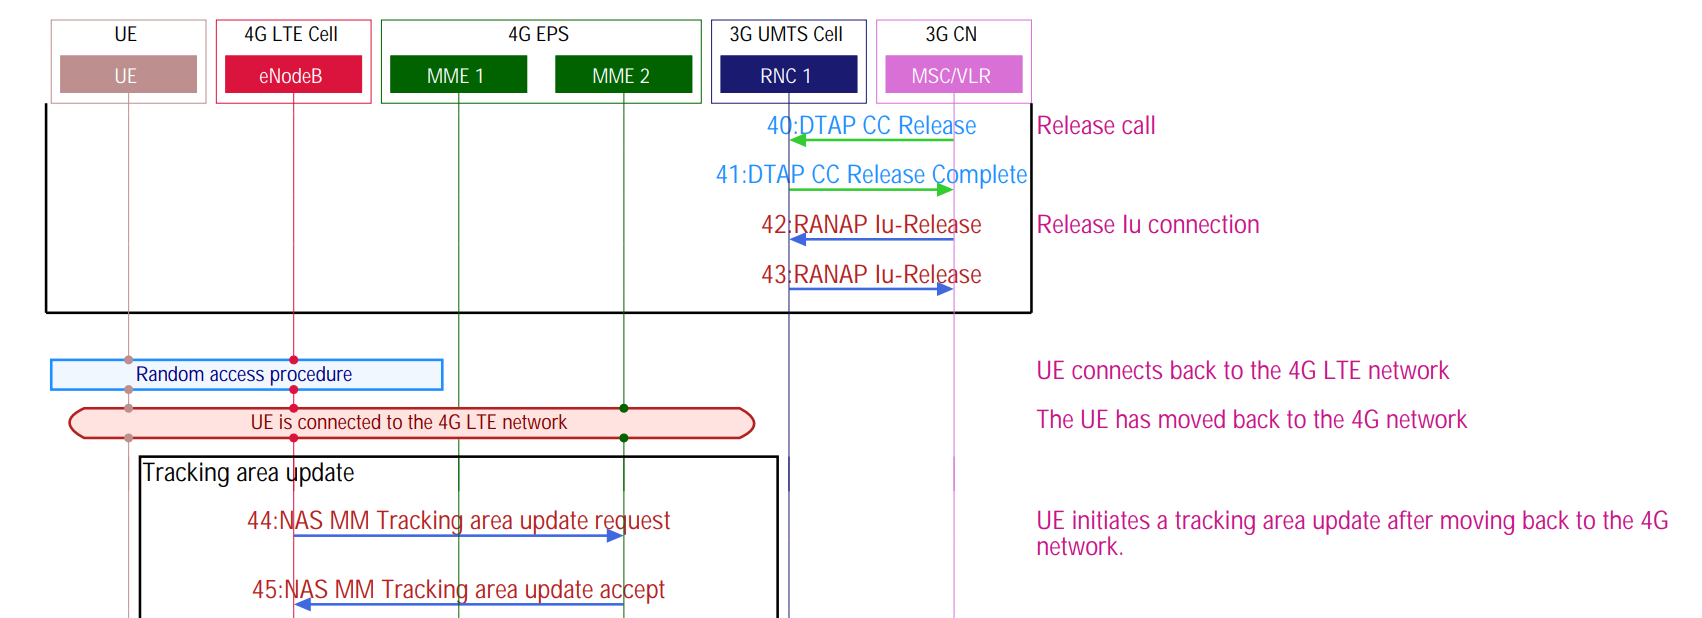 UE
4G LTE Cell
4G EPS
3G UMTS Cell
3G CN
UE
eNodeB
MME 1
MME 2
RNC 1
MSC/VLR
40:DTAP CC Release
Release call
41:DTAP CC Release Complete
42:RANAP Iu-Release
Release Iu connection
43:RANAP Iu-Release
Random access procedure
UE connects back to the 4G LTE network
UE is connected to the 4G LTE network
The UE has moved back to the 4G network
Tracking area update
44:NAS MM Tracking area update request
UE initiates a tracking area update after moving back to the 4G
network.
45:NAS MM Tracking area update accept